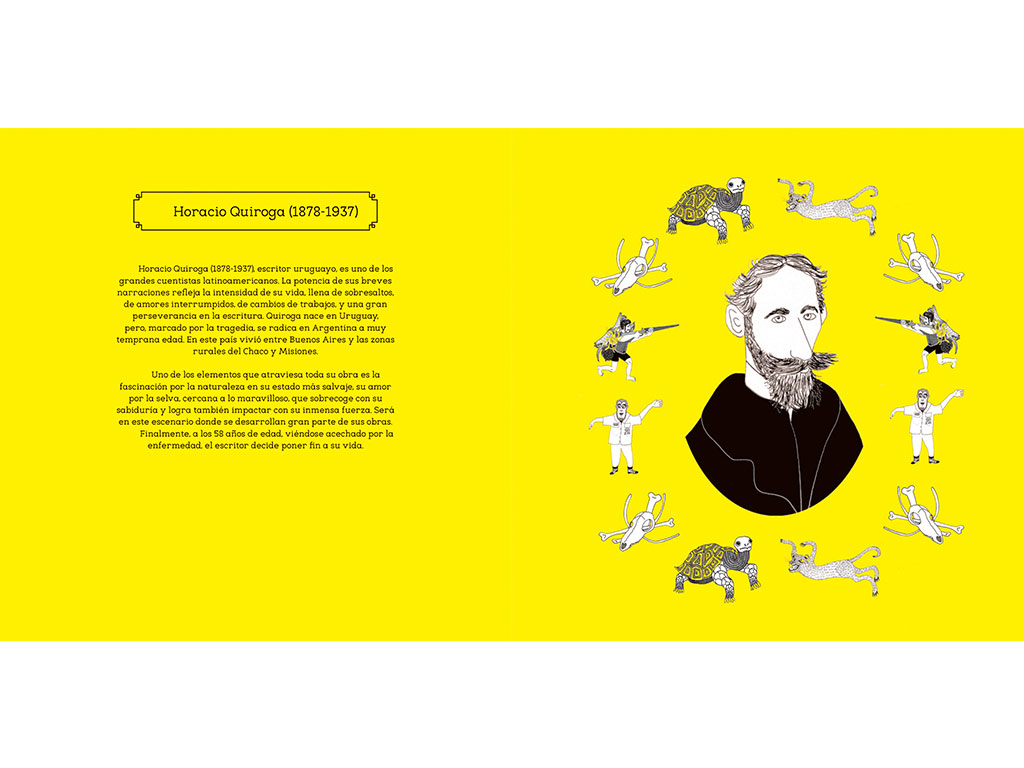 Horacio Quiroga (1878-1937)
Horacio Quiroga (1878-1937), escritor uruguayo, es uno de los
grandes cuentistas latinoamericanos. La potencia de sus breves
narraciones refleja la intensidad de su vida, llena de sobresaltos,
de amores interrumpidos, de cambios de trabajos, y una gran
perseverancia en la escritura. Quiroga nace en Uruguay,
pero, marcado por la tragedia, se radica en Argentina a muy
temprana edad. En este país vivió entre Buenos Aires y las zonas
rurales del Chaco y Misiones.
Uno de los elementos que atraviesa toda su obra es la
fascinación por la naturaleza en su estado más salvaje, su amor
por la selva, cercana a lo maravilloso, que sobrecoge con su
sabiduría y logra también impactar con su inmensa fuerza. Será
en este escenario donde se desarrollan gran parte de sus obras.
Finalmente, a los 58 años de edad, viéndose acechado por la
enfermedad, el escritor decide poner fin a su vida.